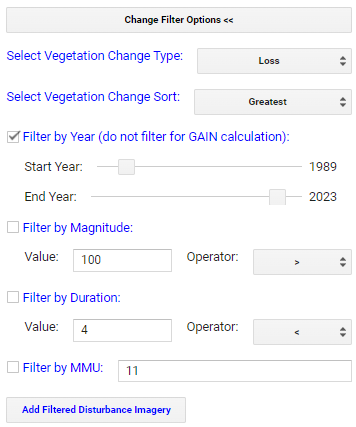 Change Filter Options <<
Select Vegetation Change Type: Loss
Select Vegetation Change Sort: Greatest
Filter by Year (do not filter for GAIN calculation):
Start Year: 1989
End Year: 2023
Filter by Magnitude:
Value: 100 Operator: >
Filter by Duration:
Value: 4 Operator: <
Filter by MMU: 11
Add Filtered Disturbance Imagery